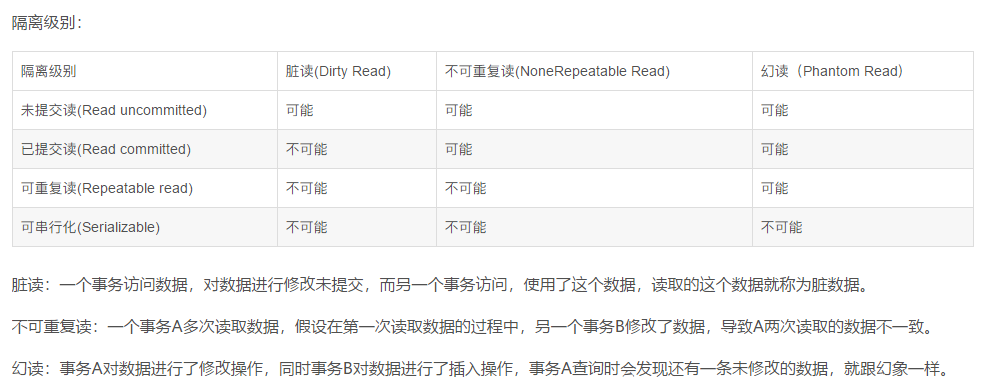 隔离级别：
隔离级别 脏读(Dirty Read) 不可重复读(NoneRepeatable Read) 幻读（Phantom Read）
未提交读(Read uncommitted) 可能 可能 可能
已提交读(Read committed) 不可能 可能 可能
可重复读(Repeatable read) 不可能 不可能 可能
可串行化(Serializable) 不可能 不可能 不可能
脏读：一个事务访问数据，对数据进行修改未提交，而另一个事务访问，使用了这个数据，读取的这个数据就称为脏数据。
不可重复读：一个事务A多次读取数据，假设在第一次读取数据的过程中，另一个事务B修改了数据，导致A两次读取的数据不一致。
幻读：事务A对数据进行了修改操作，同时事务B对数据进行了插入操作，事务A查询时会发现还有一条未修改的数据，就跟幻象一样。